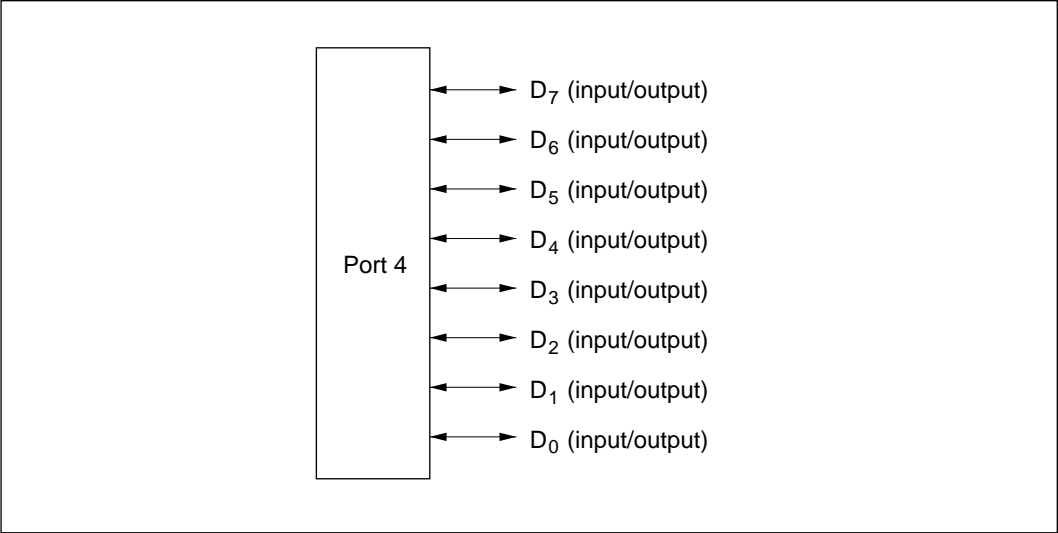 D7 (input/output)
D6 (input/output)
D5 (input/output)
D4 (input/output)
Port 4
D3 (input/output)
D2 (input/output)
D1 (input/output)
D0 (input/output)